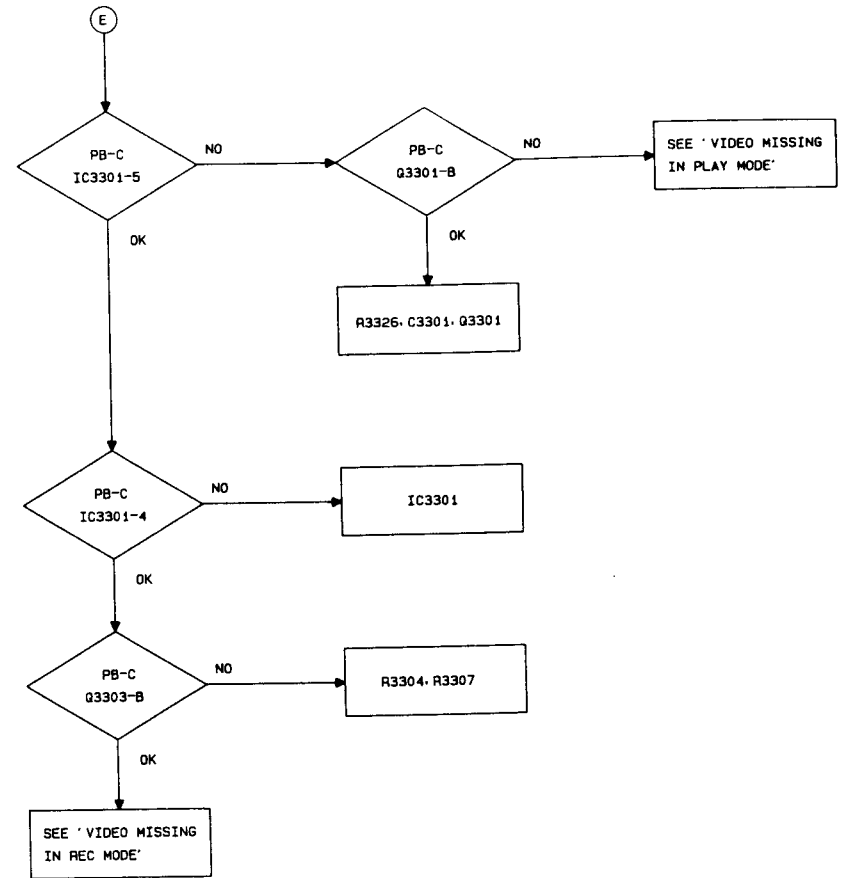 E
PB-C
IC3301-5
NO
PB-C
Q3301-B
NO
SEE 'VIDEO MISSING
IN PLAY MODE'
OK
OK
R3326, C3301, Q3301
PB-C
IC3301-4
NO
IC3301
OK
PB-C
Q3303-B
NO
R3304, R3307
OK
SEE 'VIDEO MISSING
IN REC MODE'